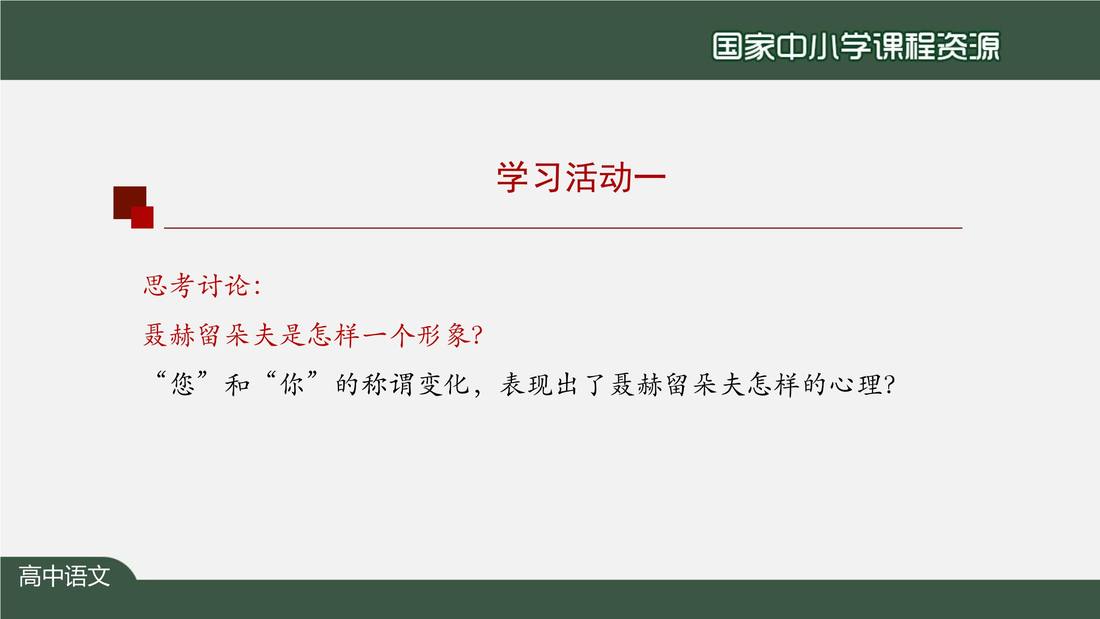 国家中小学课程资源
学习活动一
思考讨论：
聂赫留朵夫是怎样一个形象？
“您”和“你”的称谓变化，表现出了聂赫留朵夫怎样的心理？
高中语文